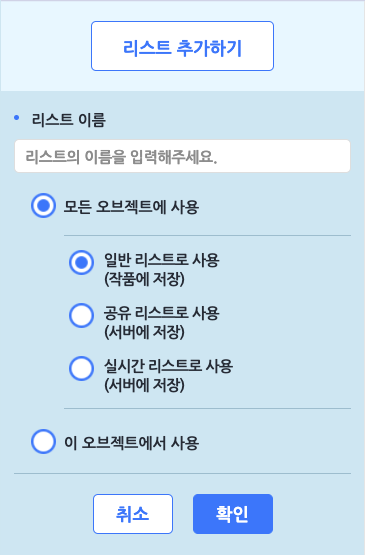 리스트 추가하기
리스트 이름
리스트의 이름을 입력해주세요.
모든 오브젝트에 사용
일반 리스트로 사용
(작품에 저장)
공유 리스트로 사용
(서버에 저장)
실시간 리스트로 사용
(서버에 저장)
이 오브젝트에서 사용
취소 확인